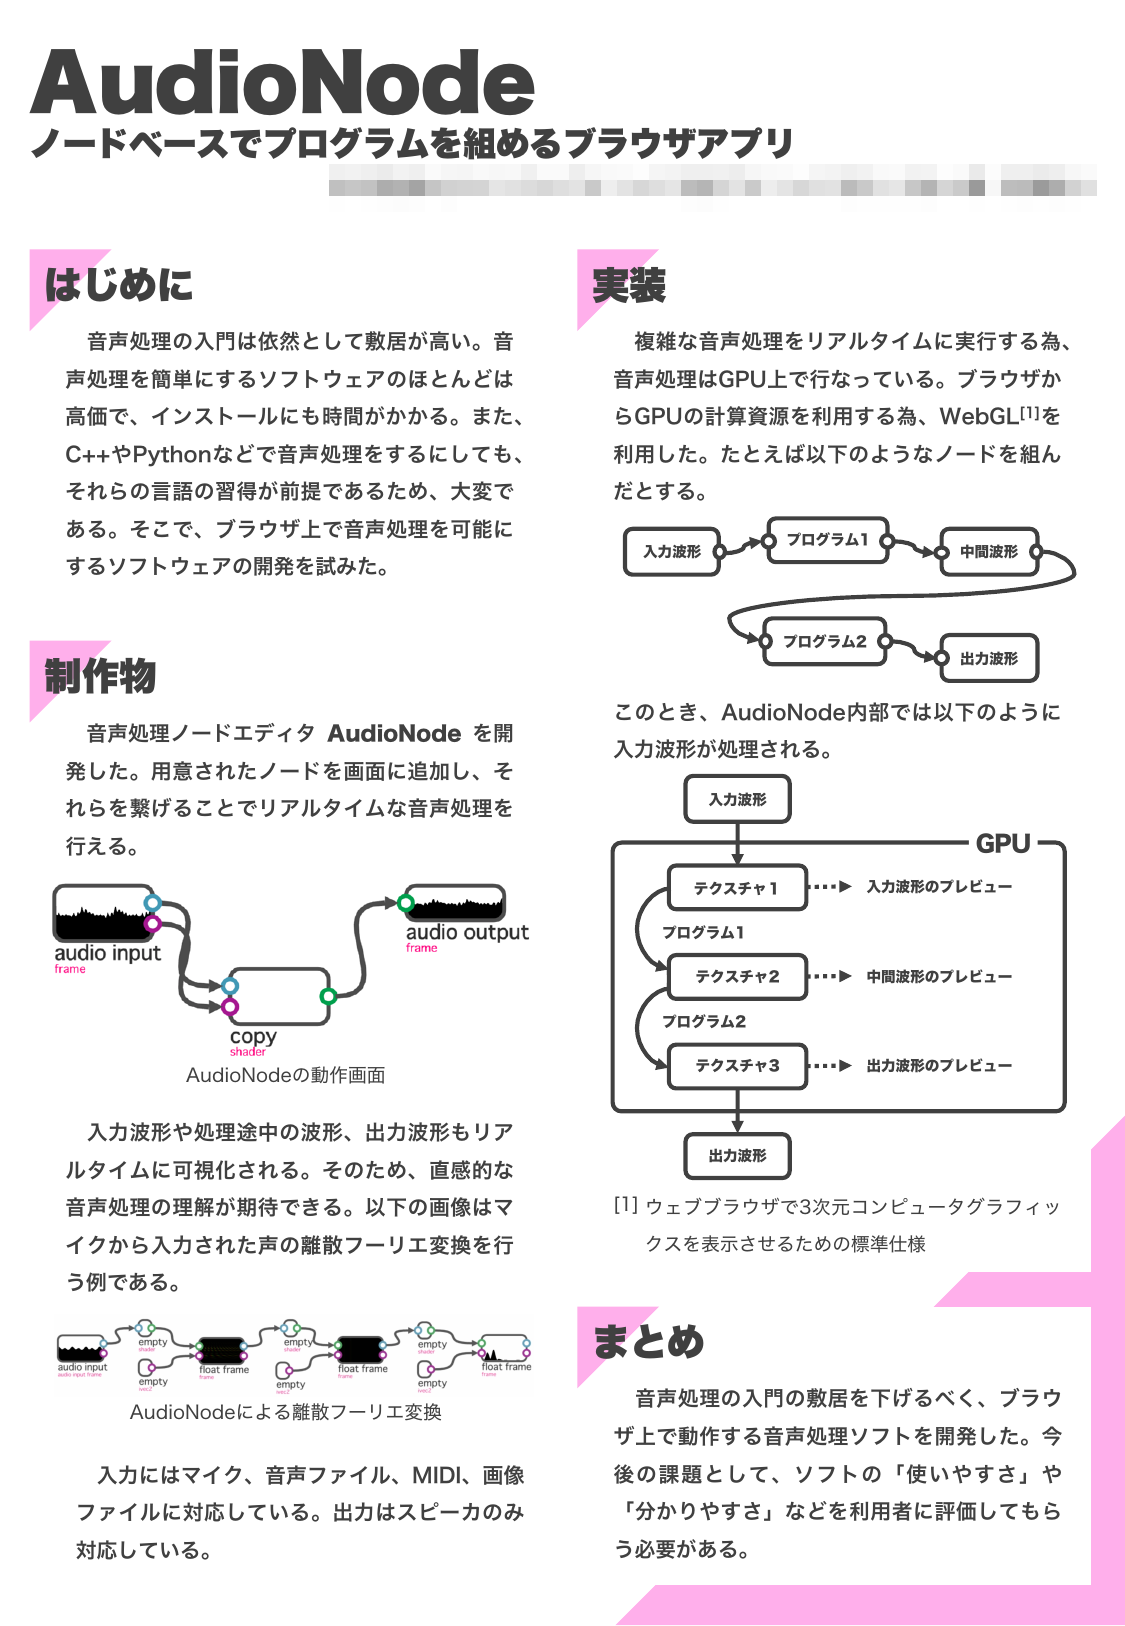 AudioNode
ノードベースでプログラムを組めるブラウザアプリ
はじめに
音声処理の入門は依然として敷居が高い。音
声処理を簡単にするソフトウェアのほとんどは
高価で、インストールにも時間がかかる。また、
C++やPythonなどで音声処理をするにしても、
それらの言語の習得が前提であるため、大変で
ある。そこで、ブラウザ上で音声処理を可能に
するソフトウェアの開発を試みた。
制作物
音声処理ノードエディタ AudioNode を開
発した。用意されたノードを画面に追加し、そ
れらを繋げることでリアルタイムな音声処理を
行える。
audio input
frame
audio output
frame
copy
shader
AudioNodeの動作画面
入力波形や処理途中の波形、出力波形もリア
ルタイムに可視化される。そのため、直感的な
音声処理の理解が期待できる。以下の画像はマ
イクから入力された声の離散フーリエ変換を行
う例である。
audio input
audio input frame
empty
shader
empty
ivec2
float frame
frame
empty
shader
empty
ivec2
float frame
frame
empty
shader
empty
ivec2
float frame
frame
AudioNodeによる離散フーリエ変換
入力にはマイク、音声ファイル、MIDI、画像
ファイルに対応している。出力はスピーカのみ
対応している。
実装
複雑な音声処理をリアルタイムに実行する為、
音声処理はGPU上で行なっている。ブラウザか
らGPUの計算資源を利用する為、WebGL[1]を
利用した。たとえば以下のようなノードを組ん
だとする。
入力波形
プログラム1
中間波形
プログラム2
出力波形
このとき、AudioNode内部では以下のように
入力波形が処理される。
入力波形
GPU
テクスチャ1
入力波形のプレビュー
プログラム1
テクスチャ2
中間波形のプレビュー
プログラム2
テクスチャ3
出力波形のプレビュー
出力波形
[1] ウェブブラウザで3次元コンピュータグラフィッ
クスを表示させるための標準仕様
まとめ
音声処理の入門の敷居を下げるべく、ブラウ
ザ上で動作する音声処理ソフトを開発した。今
後の課題として、ソフトの「使いやすさ」や
「分かりやすさ」などを利用者に評価してもら
う必要がある。